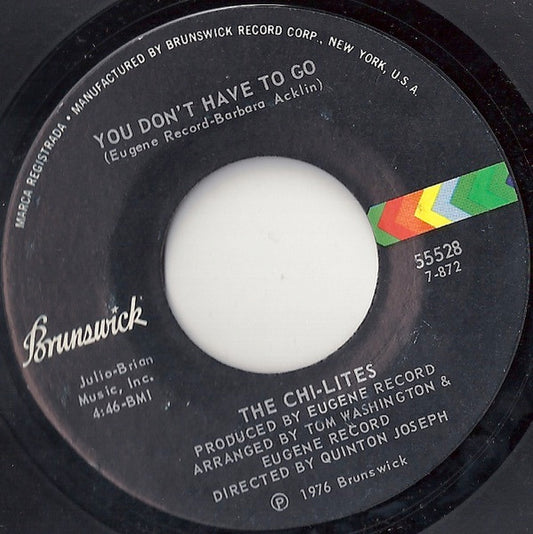 MARCA REGISTRADA • MANUFACTURED BY BRUNSWICK RECORD CORP., NEW YORK, U.S.A.
YOU DON'T HAVE TO GO
(Eugene Record-Barbara Acklin)
55528
7-872
Brunswick
Julio-Brian
Music, Inc.
4:46-BMI
THE CHI-LITES
PRODUCED BY EUGENE RECORD
ARRANGED BY TOM WASHINGTON &
EUGENE RECORD
DIRECTED BY QUINTON JOSEPH
℗ 1976 Brunswick